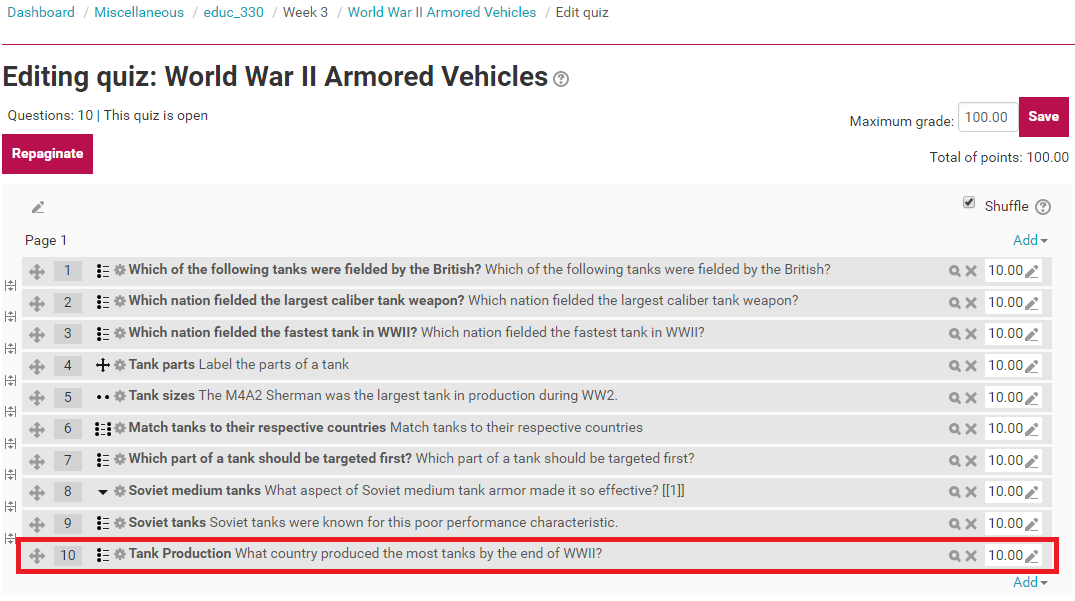 Dashboard / Miscellaneous / educ_330 / Week 3 / World War II Armored Vehicles / Edit quiz
Editing quiz: World War II Armored Vehicles
Questions: 10 | This quiz is open
Maximum grade: 100.00 Save
Repaginate
Total of points: 100.00
Shuffle
Page 1
Add
1 Which of the following tanks were fielded by the British? Which of the following tanks were fielded by the British? 10.00
2 Which nation fielded the largest caliber tank weapon? Which nation fielded the largest caliber tank weapon? 10.00
3 Which nation fielded the fastest tank in WWII? Which nation fielded the fastest tank in WWII? 10.00
4 Tank parts Label the parts of a tank 10.00
5 Tank sizes The M4A2 Sherman was the largest tank in production during WW2. 10.00
6 Match tanks to their respective countries Match tanks to their respective countries 10.00
7 Which part of a tank should be targeted first? Which part of a tank should be targeted first? 10.00
8 Soviet medium tanks What aspect of Soviet medium tank armor made it so effective? [[1]] 10.00
9 Soviet tanks Soviet tanks were known for this poor performance characteristic. 10.00
10 Tank Production What country produced the most tanks by the end of WWII? 10.00
Add